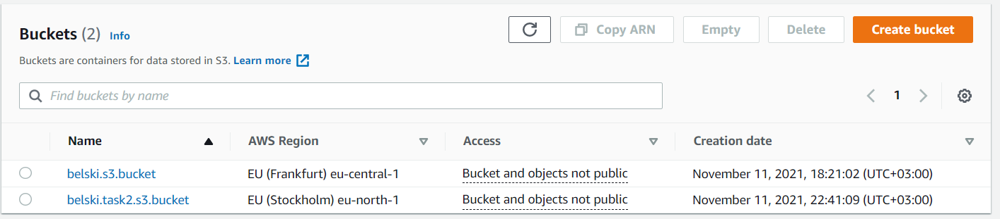 Buckets (2) Info
Copy ARN
Empty
Delete
Create bucket
Buckets are containers for data stored in S3. Learn more
Find buckets by name
1
Name AWS Region Access Creation date
belski.s3.bucket EU (Frankfurt) eu-central-1 Bucket and objects not public November 11, 2021, 18:21:02 (UTC+03:00)
belski.task2.s3.bucket EU (Stockholm) eu-north-1 Bucket and objects not public November 11, 2021, 22:41:09 (UTC+03:00)